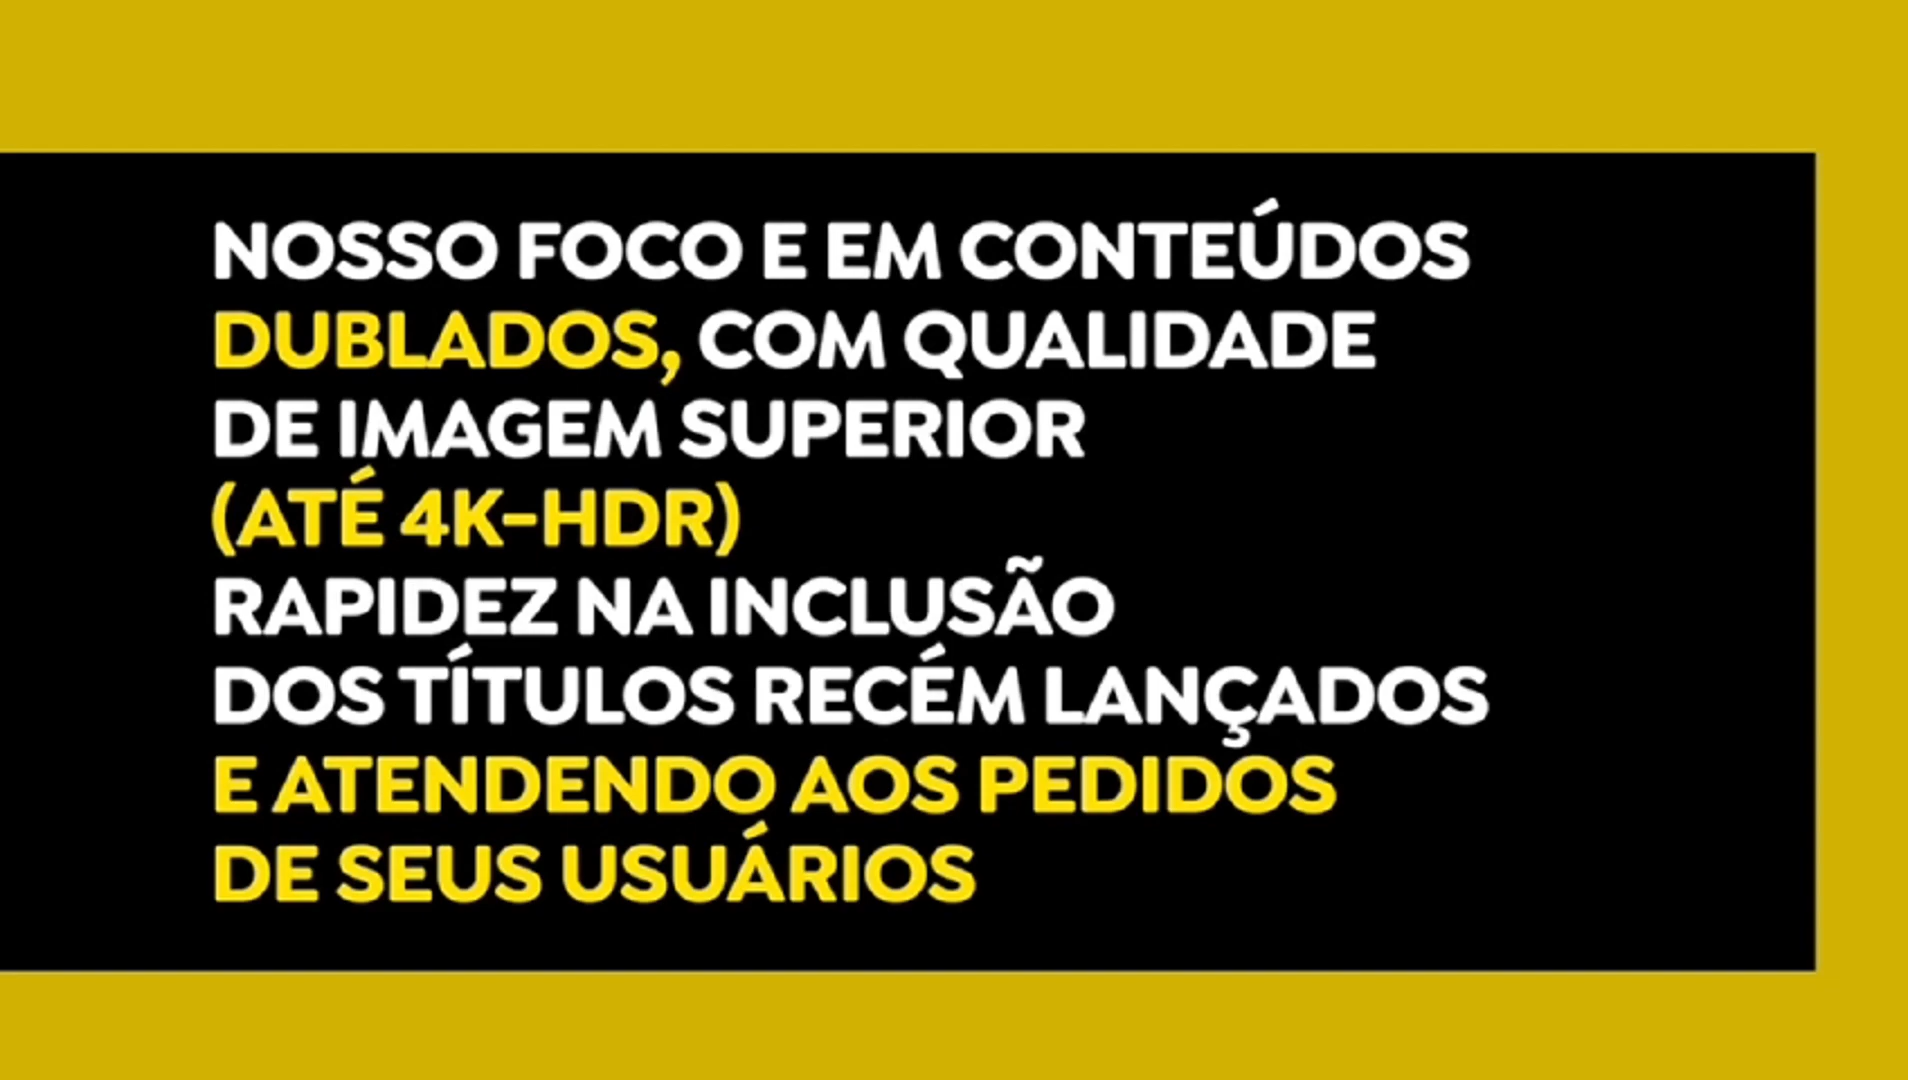 NOSSO FOCO E EM CONTEÚDOS
DUBLADOS, COM QUALIDADE
DE IMAGEM SUPERIOR
(ATÉ 4K-HDR)
RAPIDEZ NA INCLUSÃO
DOS TÍTULOS RECÉM LANÇADOS
E ATENDENDO AOS PEDIDOS
DE SEUS USUÁRIOS